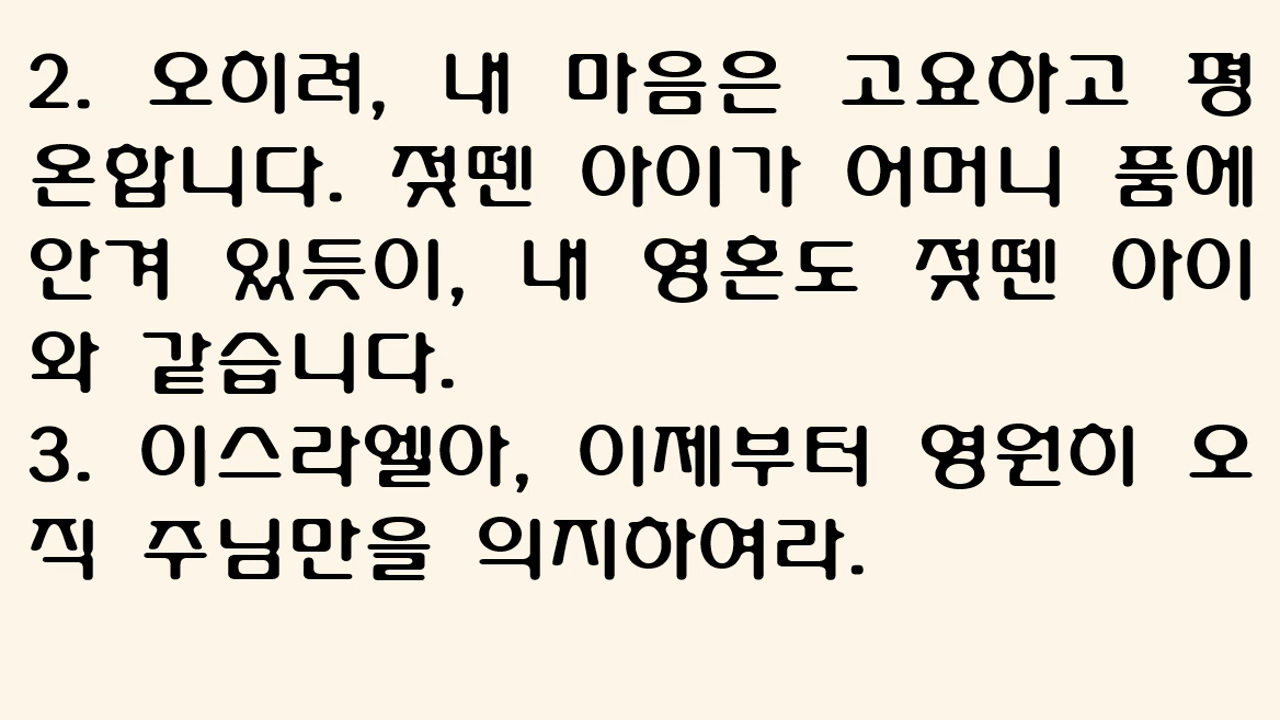 2. 오히려, 내 마음은 고요하고 평
온합니다. 젖뗀 아이가 어머니 품에
안겨 있듯이, 내 영혼도 젖뗀 아이
와 같습니다.
3. 이스라엘아, 이제부터 영원히 오
직 주님만을 의지하여라.